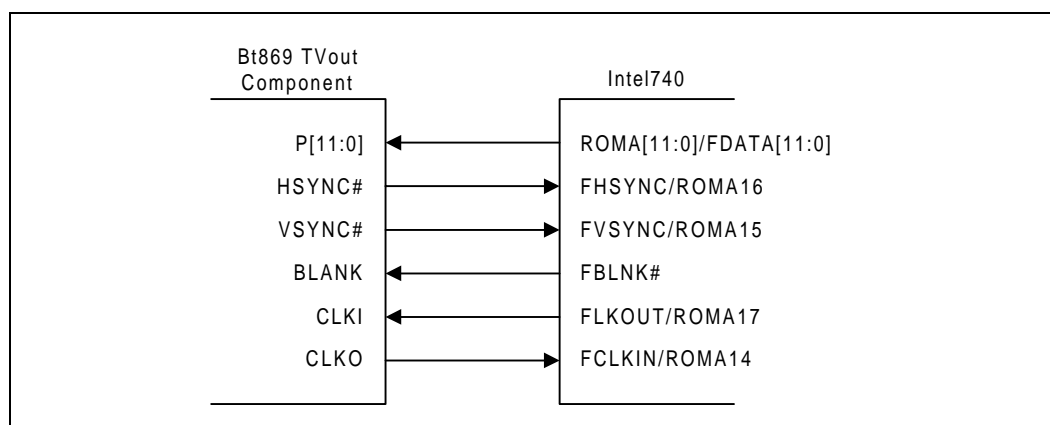 Bt869 TVout
Component
Intel740
P[11:0]
ROMA[11:0]/FDATA[11:0]
HSYNC#
FHSYNC/ROMA16
VSYNC#
FVSYNC/ROMA15
BLANK
FBLNK#
CLKI
FLKOUT/ROMA17
CLKO
FCLKIN/ROMA14